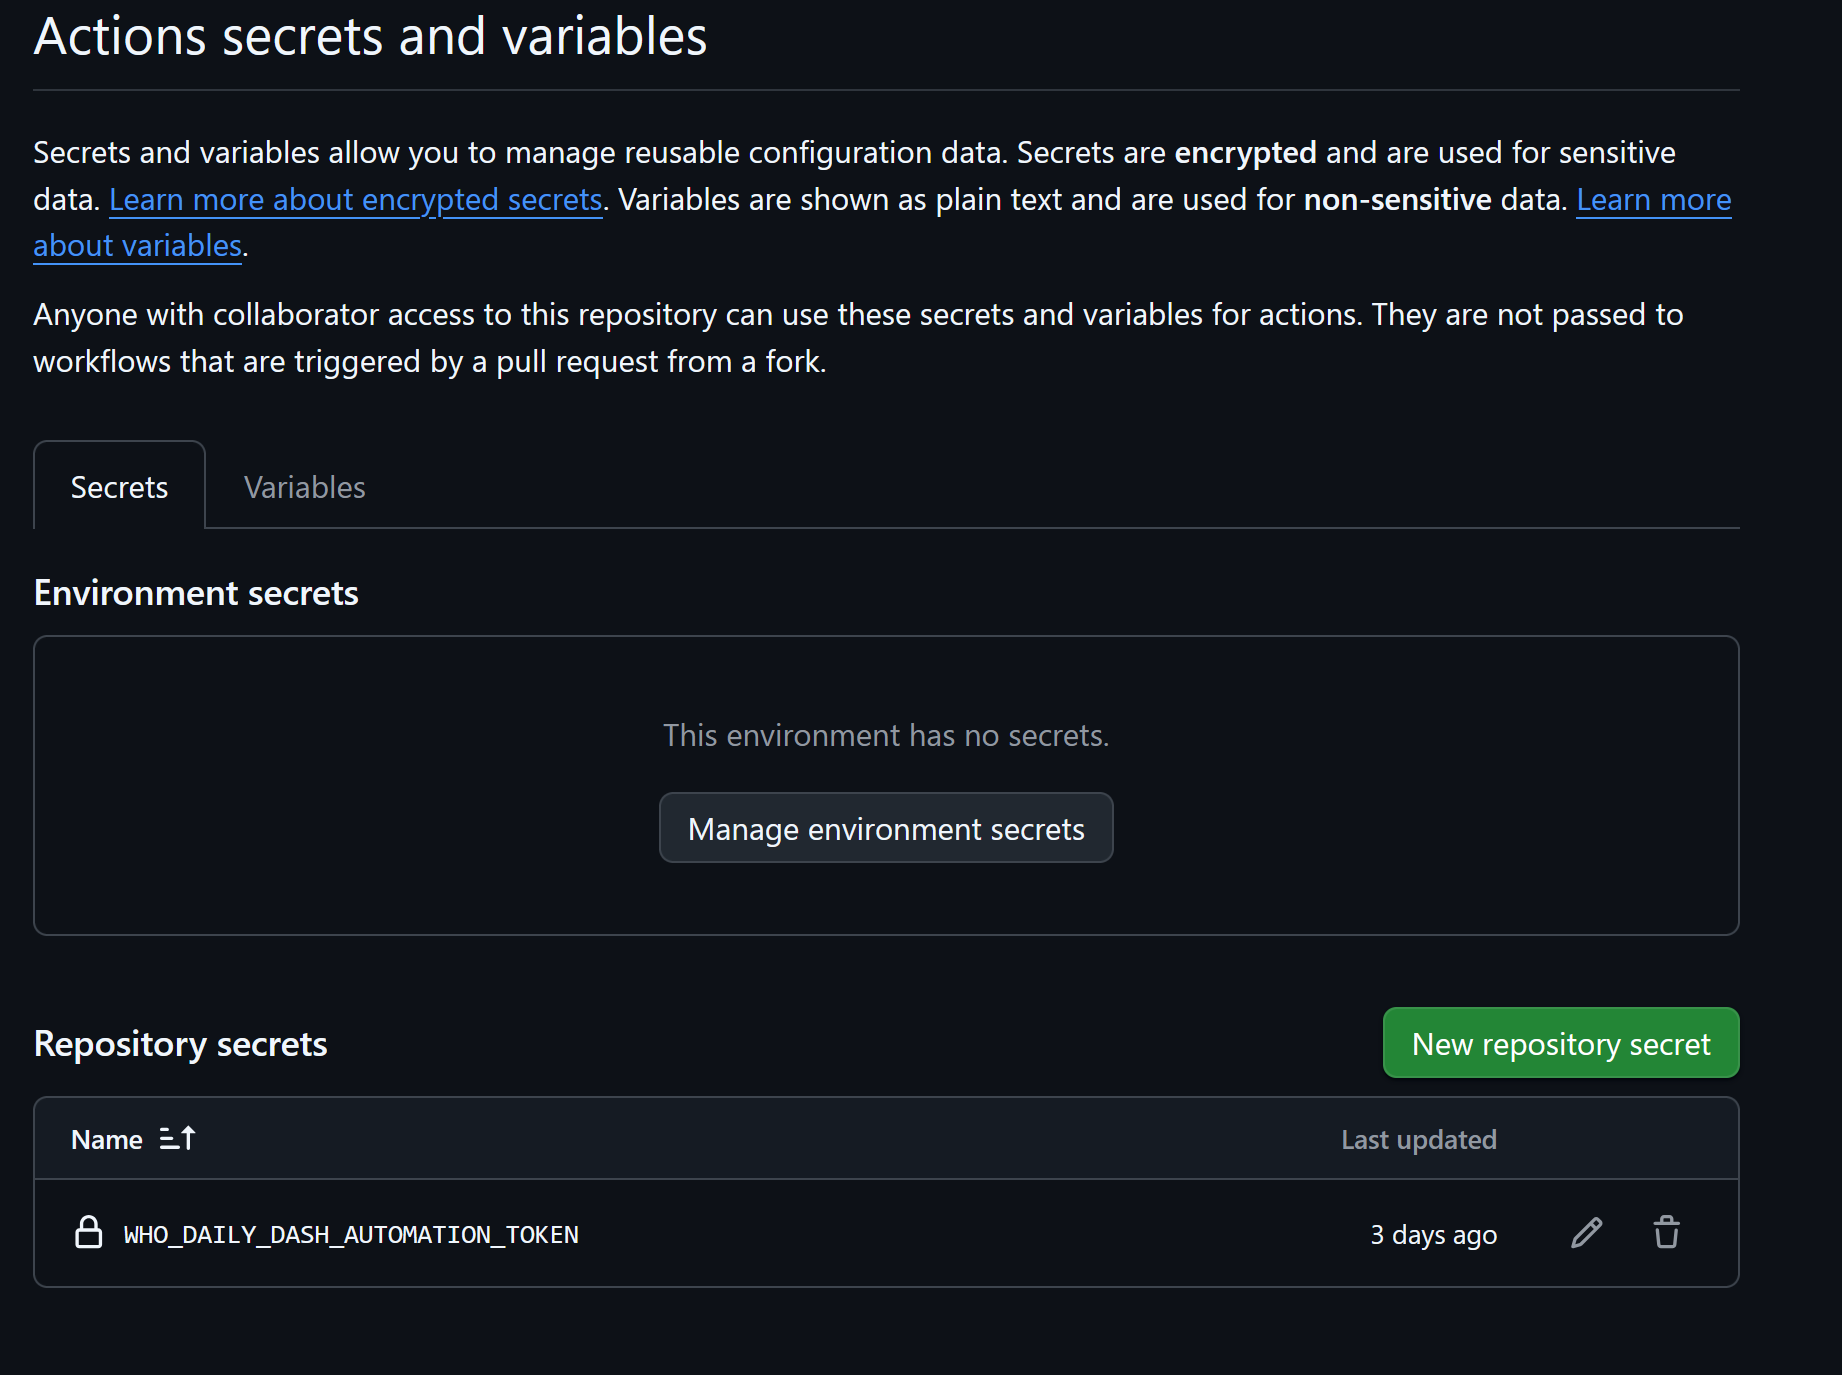 Actions secrets and variables
Secrets and variables allow you to manage reusable configuration data. Secrets are encrypted and are used for sensitive
data. Learn more about encrypted secrets. Variables are shown as plain text and are used for non-sensitive data. Learn more
about variables.
Anyone with collaborator access to this repository can use these secrets and variables for actions. They are not passed to
workflows that are triggered by a pull request from a fork.
Secrets Variables
Environment secrets
This environment has no secrets.
Manage environment secrets
Repository secrets New repository secret
Name Last updated
WHO_DAILY_DASH_AUTOMATION_TOKEN 3 days ago